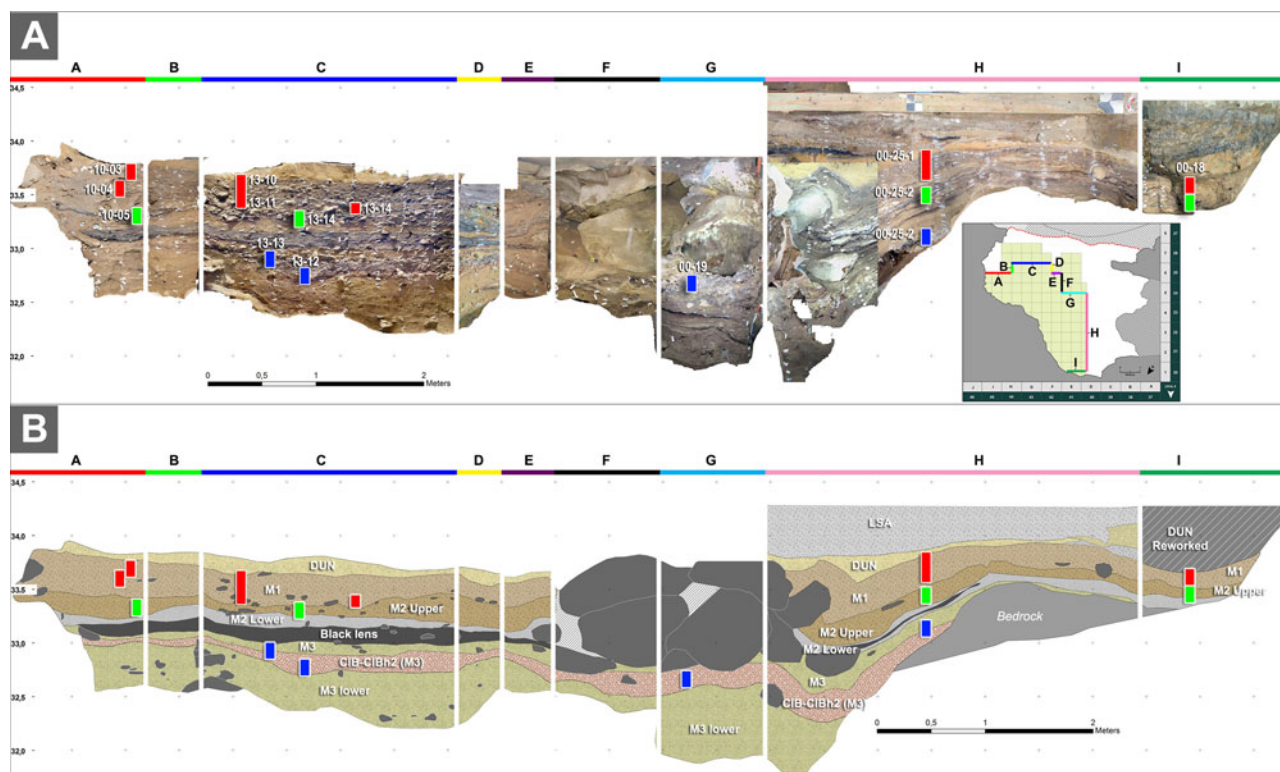 A
A B C D E F G H I
34,5
34,0
33,5
33,0
32,5
32,0
10-03
10-04
10-05
13-10
13-11
13-14
13-14
13-13
13-12
00-19
00-25-1
00-25-2
00-25-2
00-18
0 0,5 1 2
Meters
B
A
C
D
E
F
G
H
I
B
A B C D E F G H I
34,5
34,0
33,5
33,0
32,5
32,0
LSA
DUN
Reworked
DUN
DUN
M1
M1
M1
M2 Upper
M2 Upper
M2 Upper
M2 Lower
M2 Lower
Black lens
Bedrock
M3
M3
CIB-CIBh2 (M3)
CIB-CIBh2 (M3)
M3 lower
M3 lower
0 0,5 1 2
Meters